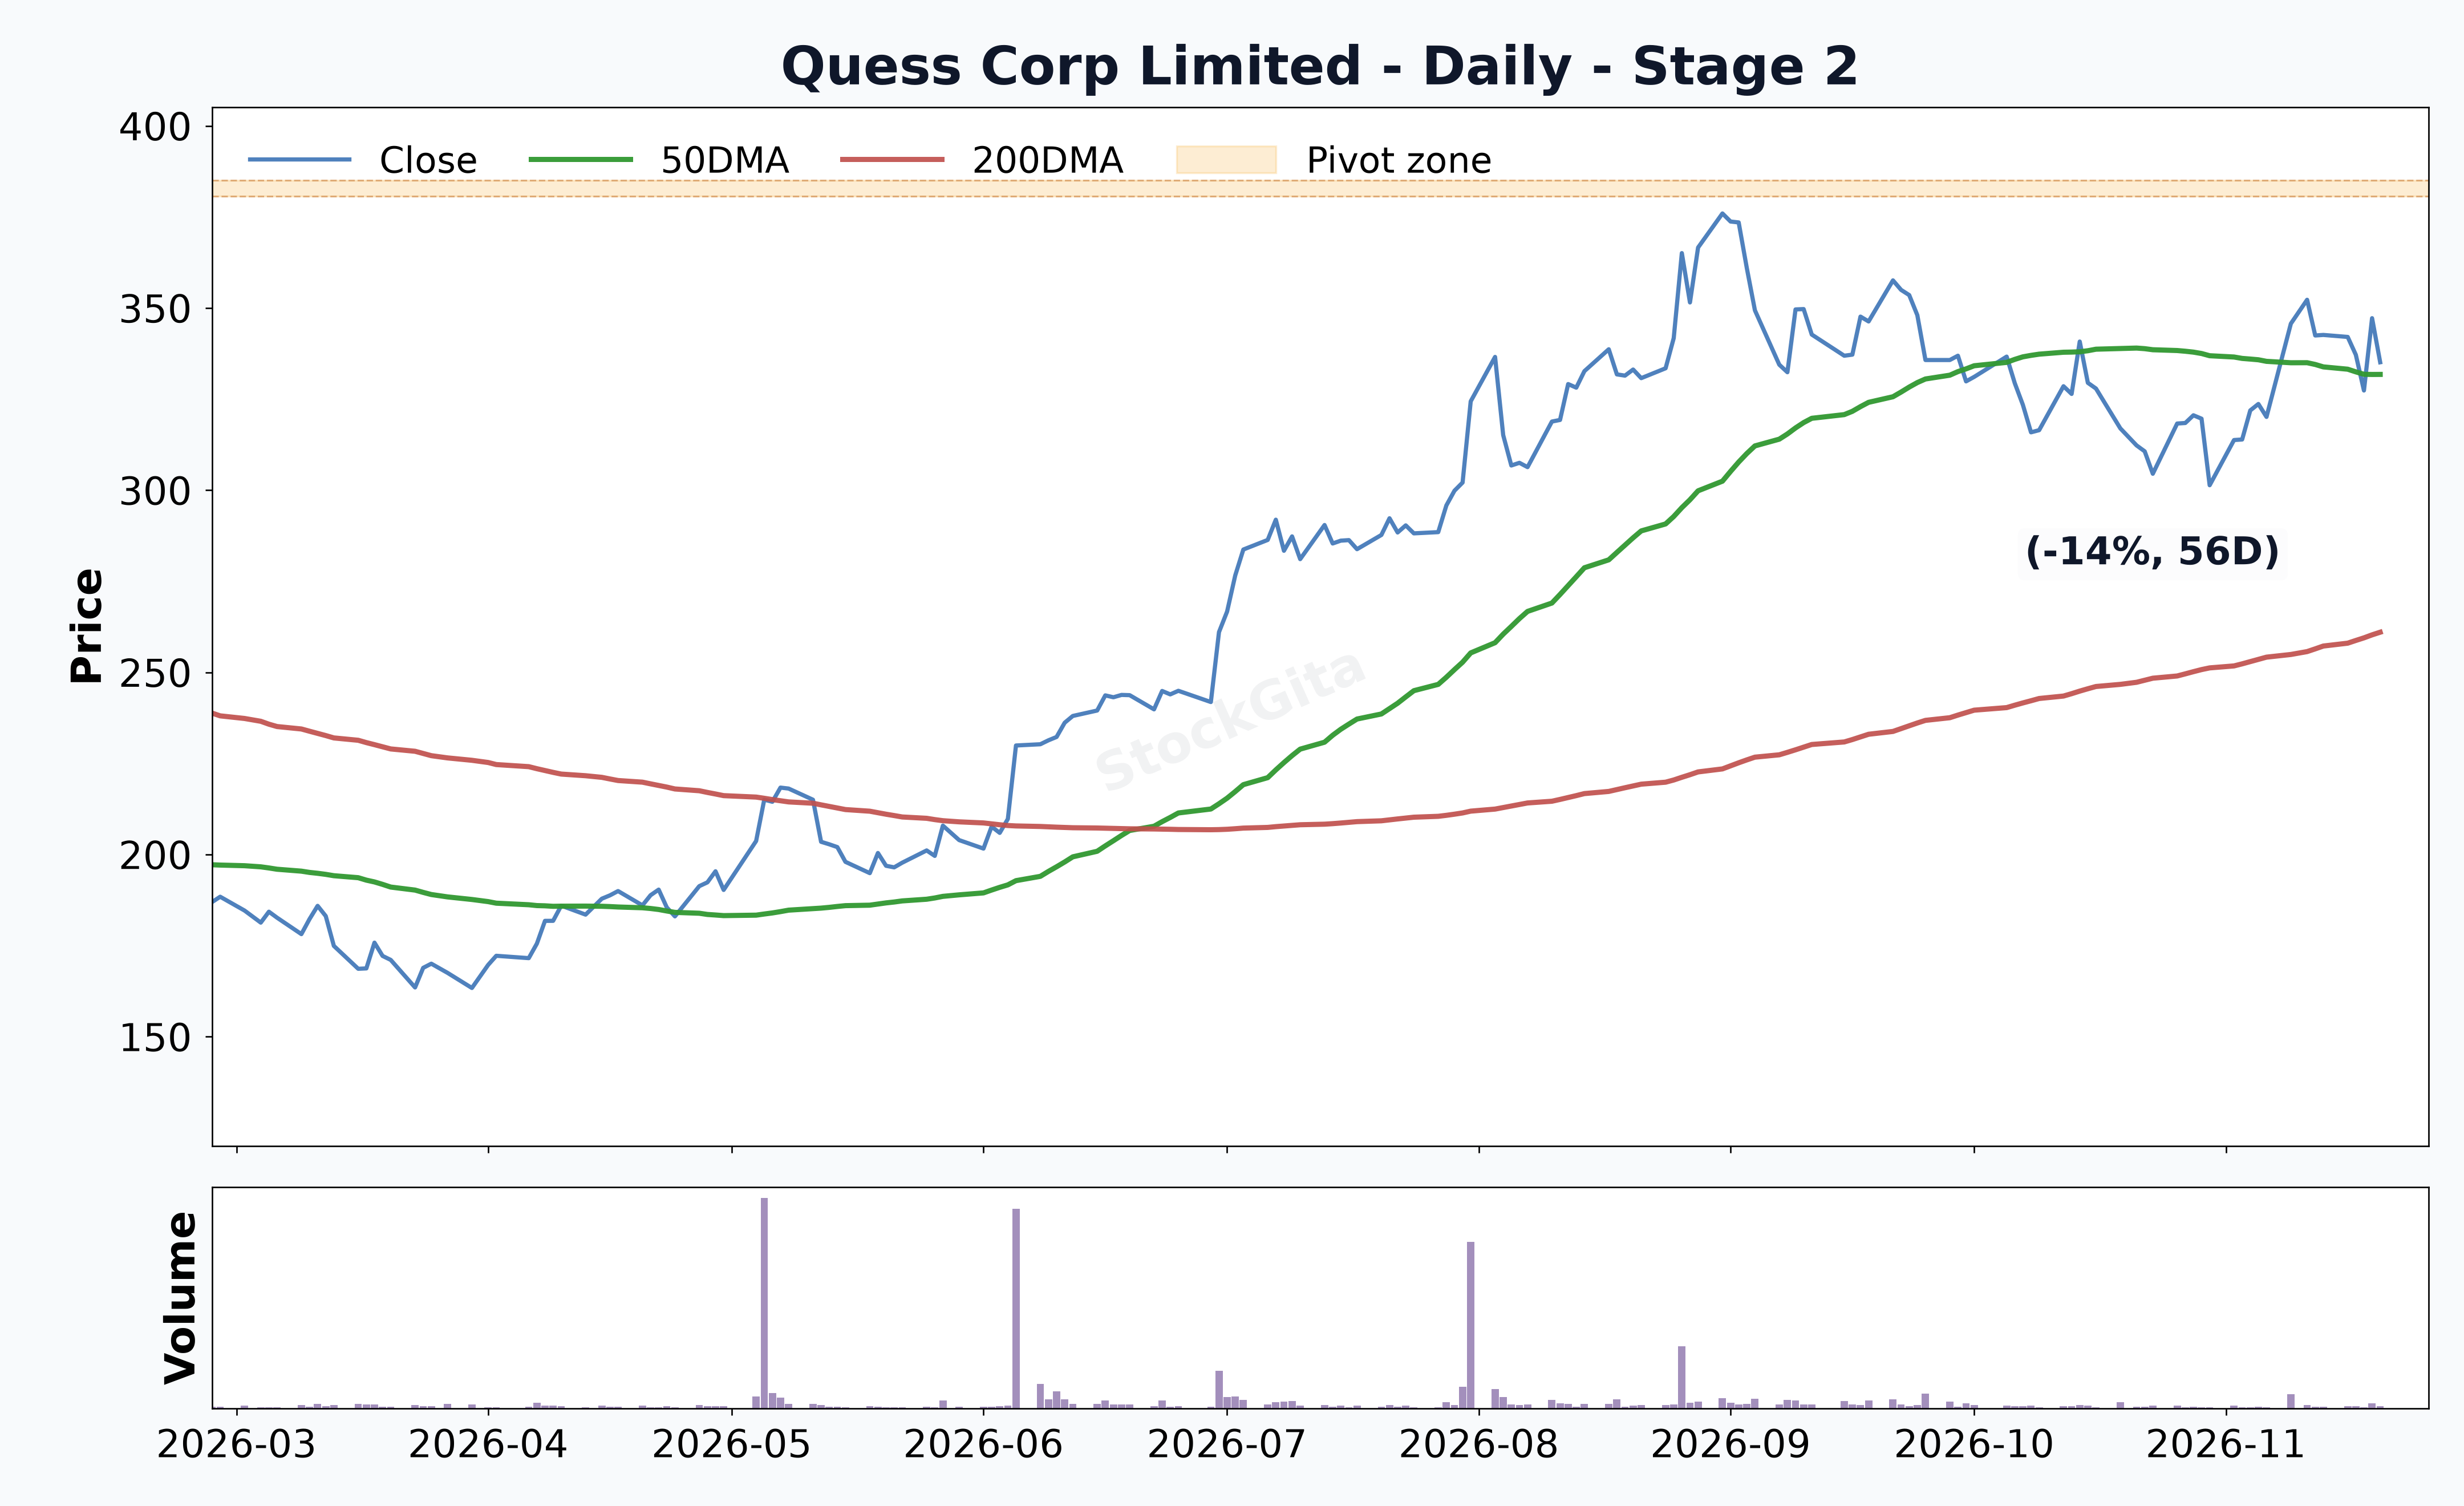 Quess Corp Limited - Daily - Stage 2
Close 50DMA 200DMA Pivot zone
400
350
300
250
200
150
Price
(-14%, 56D)
StockGita
Volume
2026-03 2026-04 2026-05 2026-06 2026-07 2026-08 2026-09 2026-10 2026-11